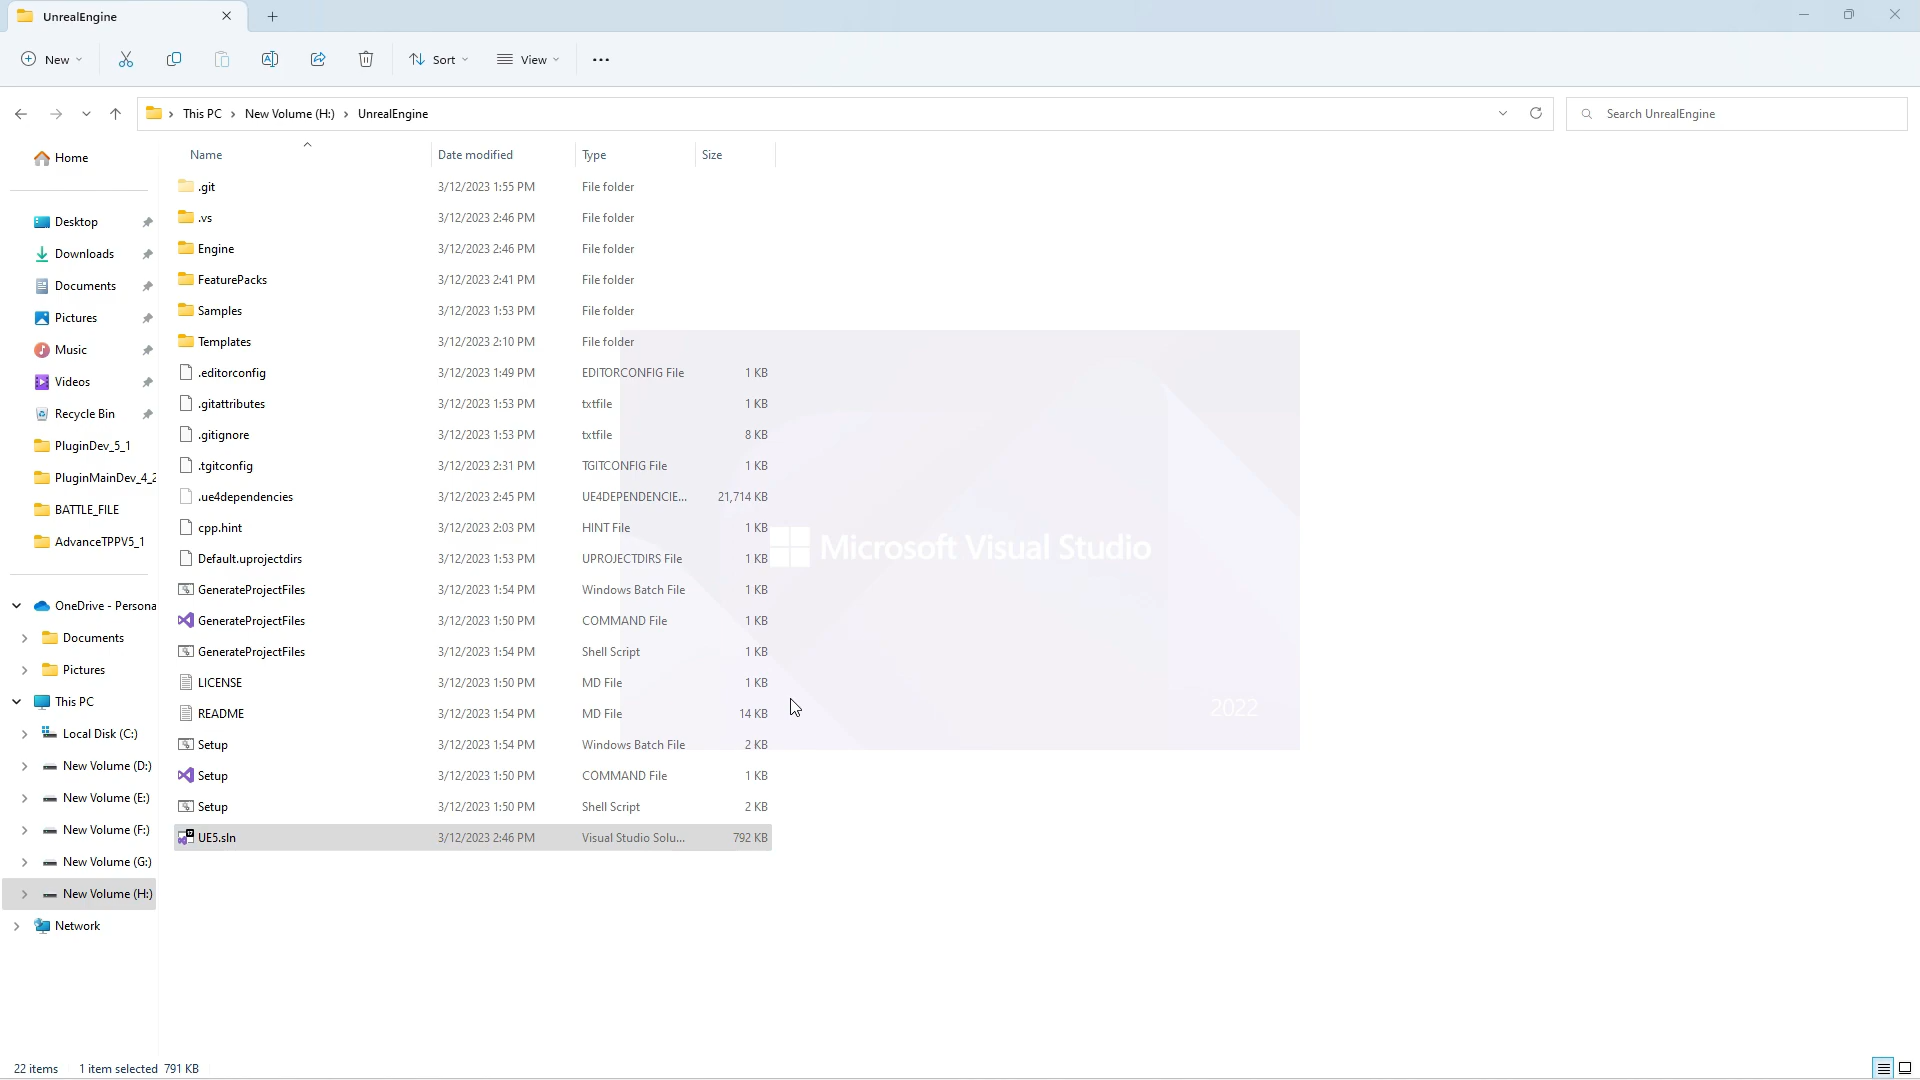 UnrealEngine
New
Sort
View
This PC
New Volume (H:)
UnrealEngine
Search UnrealEngine
Home
Desktop
Downloads
Documents
Pictures
Music
Videos
Recycle Bin
PluginDev_5_1
PluginMainDev_4_2
BATTLE_FILE
AdvanceTPPV5_1
OneDrive - Persona
Documents
Pictures
This PC
Local Disk (C:)
New Volume (D:)
New Volume (E:)
New Volume (F:)
New Volume (G:)
New Volume (H:)
Network
Name Date modified Type Size
.git 3/12/2023 1:55 PM File folder
.vs 3/12/2023 2:46 PM File folder
Engine 3/12/2023 2:46 PM File folder
FeaturePacks 3/12/2023 2:41 PM File folder
Samples 3/12/2023 1:53 PM File folder
Templates 3/12/2023 2:10 PM File folder
.editorconfig 3/12/2023 1:49 PM EDITORCONFIG File 1 KB
.gitattributes 3/12/2023 1:53 PM txtfile 1 KB
.gitignore 3/12/2023 1:53 PM txtfile 8 KB
.tgitconfig 3/12/2023 2:31 PM TGITCONFIG File 1 KB
.ue4dependencies 3/12/2023 2:45 PM UE4DEPENDENCIE... 21,714 KB
cpp.hint 3/12/2023 2:03 PM HINT File 1 KB
Default.uprojectdirs 3/12/2023 1:53 PM UPROJECTDIRS File 1 KB
GenerateProjectFiles 3/12/2023 1:54 PM Windows Batch File 1 KB
GenerateProjectFiles 3/12/2023 1:50 PM COMMAND File 1 KB
GenerateProjectFiles 3/12/2023 1:54 PM Shell Script 1 KB
LICENSE 3/12/2023 1:50 PM MD File 1 KB
README 3/12/2023 1:54 PM MD File 14 KB
Setup 3/12/2023 1:54 PM Windows Batch File 2 KB
Setup 3/12/2023 1:50 PM COMMAND File 1 KB
Setup 3/12/2023 1:50 PM Shell Script 2 KB
UE5.sln 3/12/2023 2:46 PM Visual Studio Solu... 792 KB
Microsoft Visual Studio
2022
22 items 1 item selected 791 KB